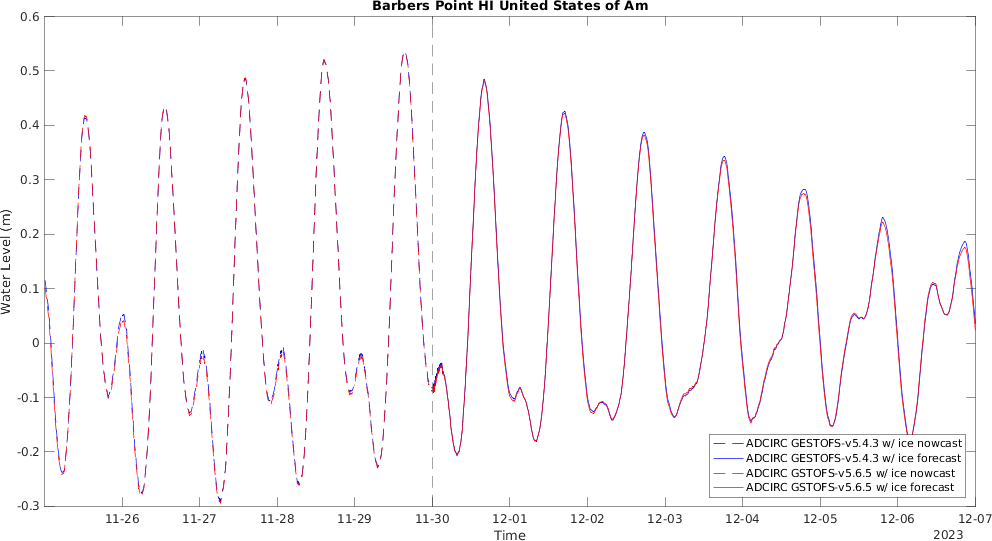 Barbers Point HI United States of Am
Water Level (m)
0.6
0.5
0.4
0.3
0.2
0.1
0
-0.1
-0.2
-0.3
ADCIRC GESTOFS-v5.4.3 w/ ice nowcast
ADCIRC GESTOFS-v5.4.3 w/ ice forecast
ADCIRC GSTOFS-v5.6.5 w/ ice nowcast
ADCIRC GSTOFS-v5.6.5 w/ ice forecast
11-26 11-27 11-28 11-29 11-30 12-01 12-02 12-03 12-04 12-05 12-06 12-07
Time
2023